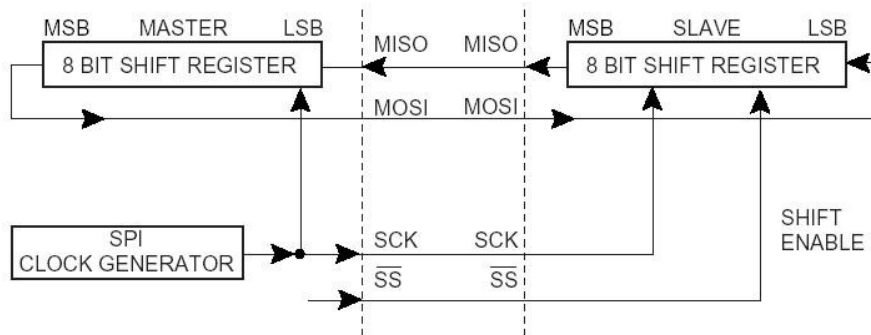 MSB MASTER LSB
MISO MISO
MSB SLAVE LSB
8 BIT SHIFT REGISTER
8 BIT SHIFT REGISTER
MOSI MOSI
SPI
CLOCK GENERATOR
SCK SCK
SS SS
SHIFT
ENABLE